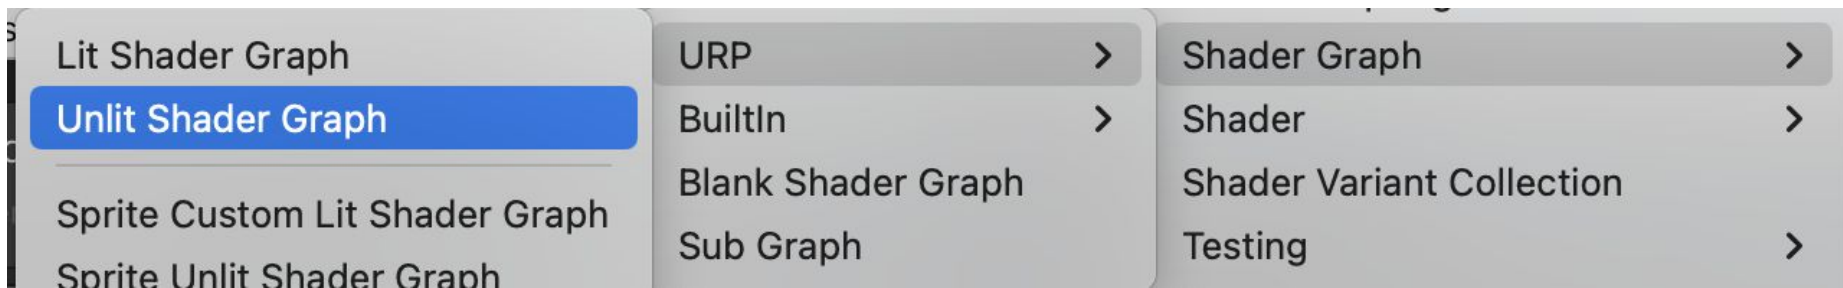 Lit Shader Graph
Unlit Shader Graph
Sprite Custom Lit Shader Graph
Sprite Unlit Shader Graph
URP
BuiltIn
Blank Shader Graph
Sub Graph
Shader Graph
Shader
Shader Variant Collection
Testing